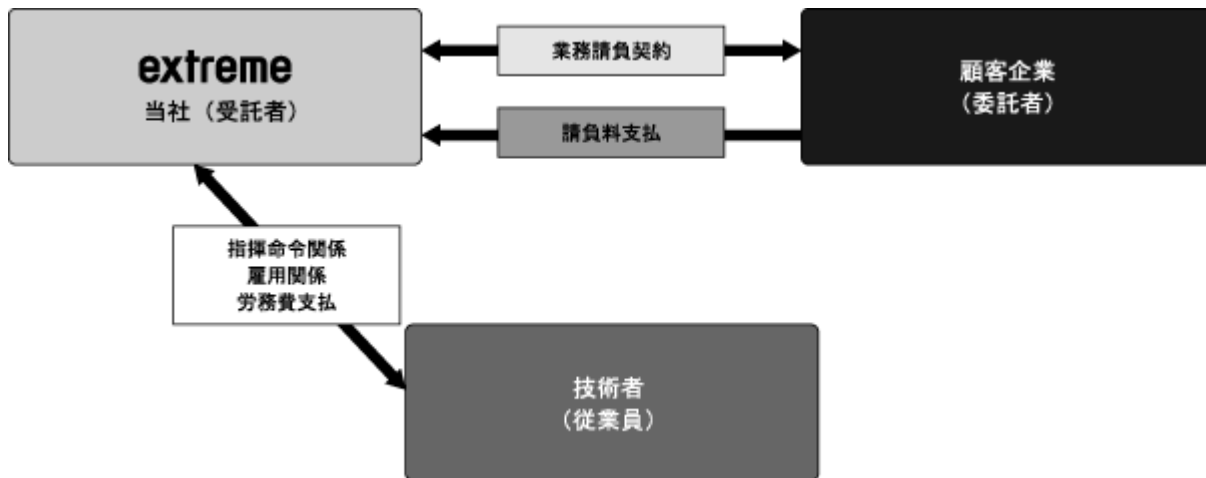 extreme
当社（受託者）
業務請負契約
請負料支払
顧客企業
（委託者）
指揮命令関係
雇用関係
労務費支払
技術者
（従業員）